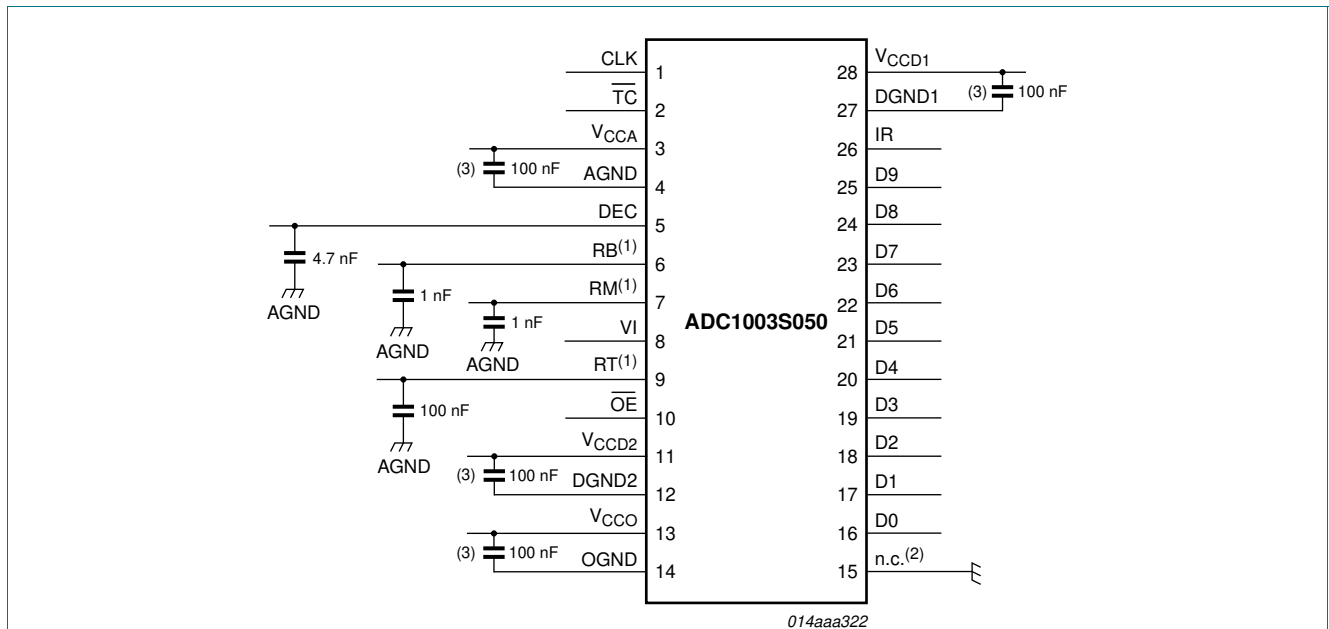 CLK 1
TC 2
VCCA 3
(3) 100 nF
AGND 4
DEC 5
4.7 nF
AGND
RB(1) 6
1 nF
AGND
RM(1) 7
1 nF
AGND
VI 8
RT(1) 9
100 nF
AGND
OE 10
VCCD2 11
(3) 100 nF
DGND2 12
VCCO 13
(3) 100 nF
OGND 14
ADC1003S050
28 VCCD1
(3) 100 nF
27 DGND1
26 IR
25 D9
24 D8
23 D7
22 D6
21 D5
20 D4
19 D3
18 D2
17 D1
16 D0
15 n.c.(2)
014aaa322